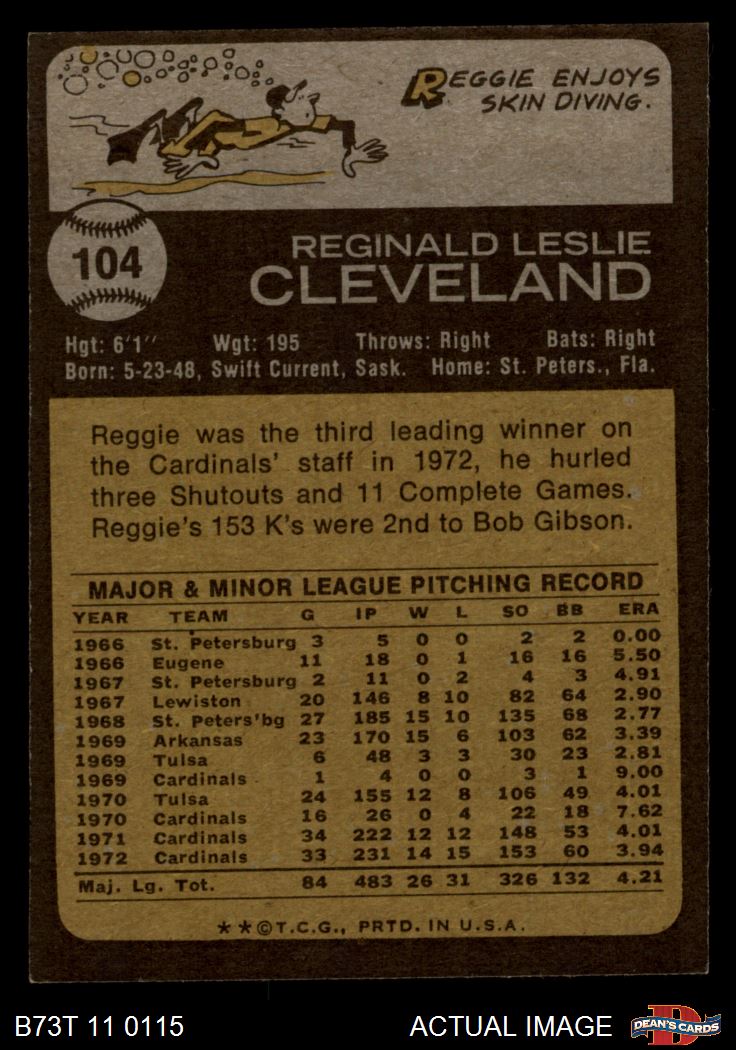 REGGIE ENJOYS
SKIN DIVING.
104
REGINALD LESLIE
CLEVELAND
Hgt: 6'1'' Wgt: 195 Throws: Right Bats: Right
Born: 5-23-48, Swift Current, Sask. Home: St. Peters., Fla.
Reggie was the third leading winner on
the Cardinals' staff in 1972, he hurled
three Shutouts and 11 Complete Games.
Reggie's 153 K's were 2nd to Bob Gibson.
MAJOR & MINOR LEAGUE PITCHING RECORD
YEAR TEAM G IP W L SO BB ERA
1966 St. Petersburg 3 5 0 0 2 2 0.00
1966 Eugene 11 18 0 1 16 16 5.50
1967 St. Petersburg 2 11 0 2 4 3 4.91
1967 Lewiston 20 146 8 10 82 64 2.90
1968 St. Peters'bg 27 185 15 10 135 68 2.77
1969 Arkansas 23 170 15 6 103 62 3.39
1969 Tulsa 6 48 3 3 30 23 2.81
1969 Cardinals 1 4 0 0 3 1 9.00
1970 Tulsa 24 155 12 8 106 49 4.01
1970 Cardinals 16 26 0 4 22 18 7.62
1971 Cardinals 34 222 12 12 148 53 4.01
1972 Cardinals 33 231 14 15 153 60 3.94
Maj. Lg. Tot. 84 483 26 31 326 132 4.21
**©T.C.G., PRTD. IN U.S.A.
B73T 11 0115 ACTUAL IMAGE DEAN'S CARDS